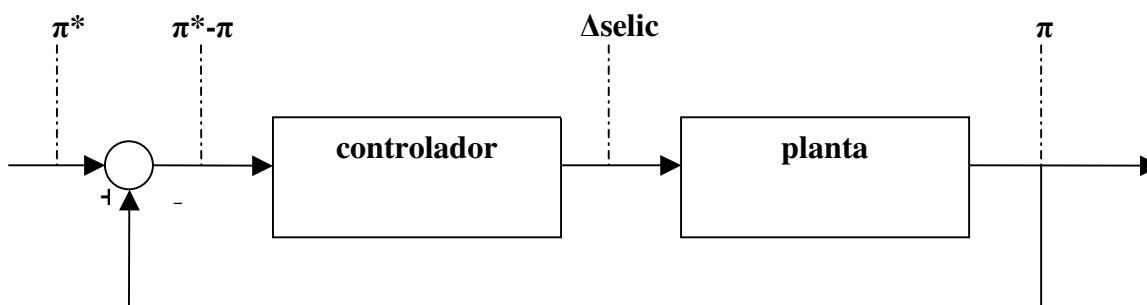 π* π*-π Δselic π
controlador planta
+ -